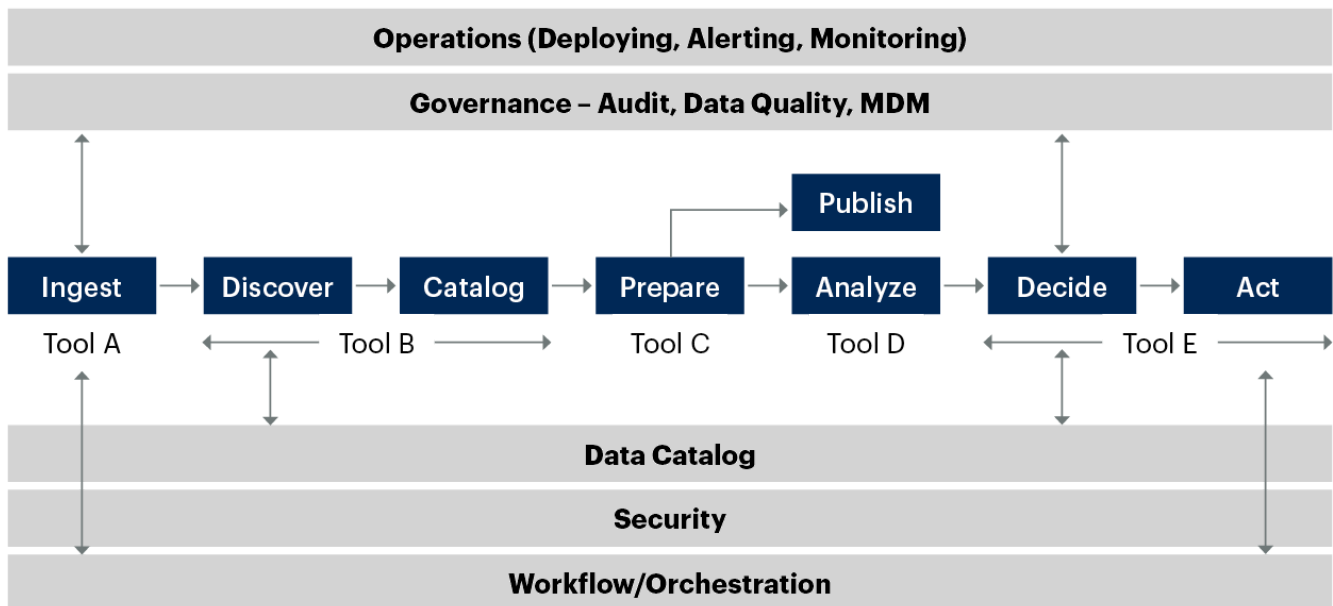 Operations (Deploying, Alerting, Monitoring)
Governance – Audit, Data Quality, MDM
Publish
Ingest
Discover
Catalog
Prepare
Analyze
Decide
Act
Tool A
Tool B
Tool C
Tool D
Tool E
Data Catalog
Security
Workflow/Orchestration